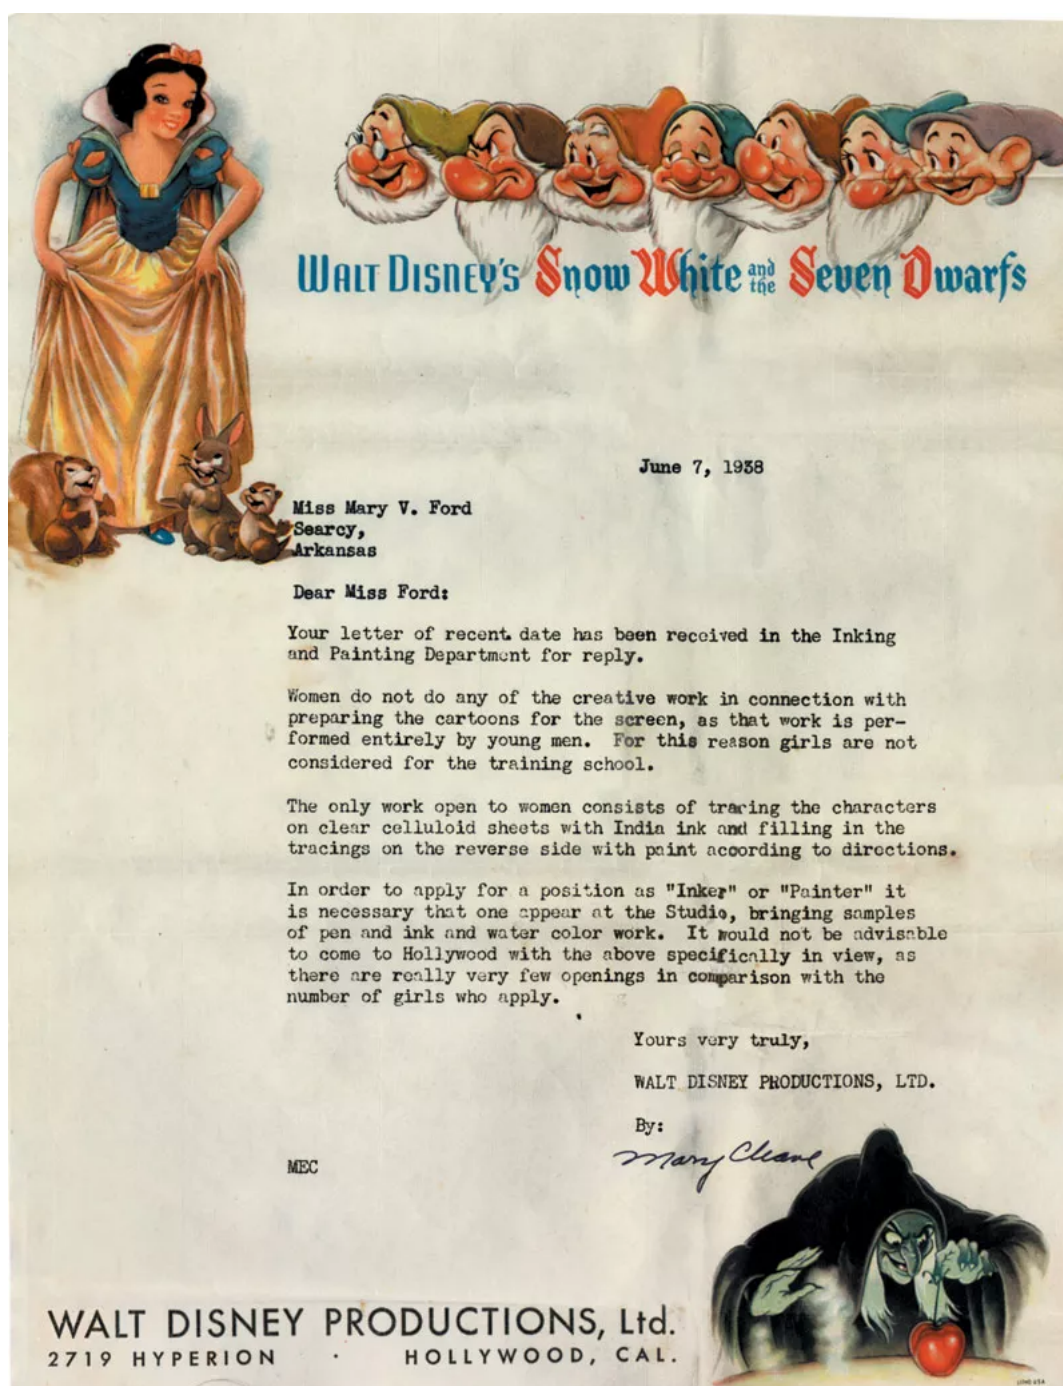 WALT DISNEY'S Snow White and the Seven Dwarfs
June 7, 1938
Miss Mary V. Ford
Searcy,
Arkansas
Dear Miss Ford:
Your letter of recent date has been received in the Inking
and Painting Department for reply.
Women do not do any of the creative work in connection with
preparing the cartoons for the screen, as that work is per-
formed entirely by young men. For this reason girls are not
considered for the training school.
The only work open to women consists of tracing the characters
on clear celluloid sheets with India ink and filling in the
tracings on the reverse side with paint according to directions.
In order to apply for a position as "Inker" or "Painter" it
is necessary that one appear at the Studio, bringing samples
of pen and ink and water color work. It would not be advisable
to come to Hollywood with the above specifically in view, as
there are really very few openings in comparison with the
number of girls who apply.
Yours very truly,
WALT DISNEY PRODUCTIONS, LTD.
By:
Mary Cleave
MEC
WALT DISNEY PRODUCTIONS, Ltd.
2719 HYPERION · HOLLYWOOD, CAL.